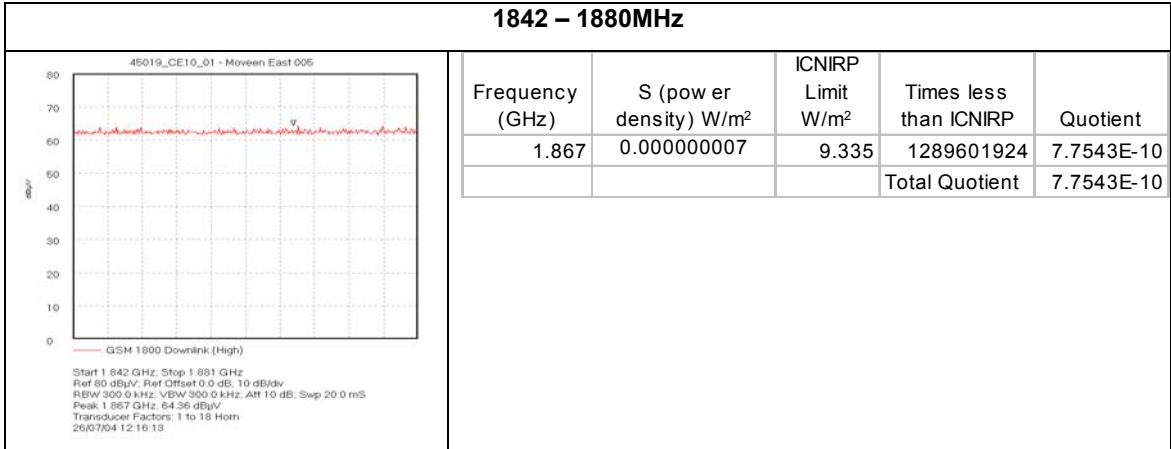 1842 – 1880MHz
45019_CE10_01 - Moveen East 005
80
70
60
50
40
30
20
10
0
dBµV
GSM 1800 Downlink (High)
Start 1.842 GHz; Stop 1.881 GHz
Ref 80 dBµV; Ref Offset 0.0 dB; 10 dB/div
RBW 300.0 kHz; VBW 300.0 kHz; Att 10 dB; Swp 20.0 mS
Peak 1.867 GHz, 64.36 dBµV
Transducer Factors: 1 to 18 Horn
26/07/04 12:16:13
Frequency (GHz) S (pow er density) W/m² ICNIRP Limit W/m² Times less than ICNIRP Quotient
1.867 0.000000007 9.335 1289601924 7.7543E-10
Total Quotient 7.7543E-10